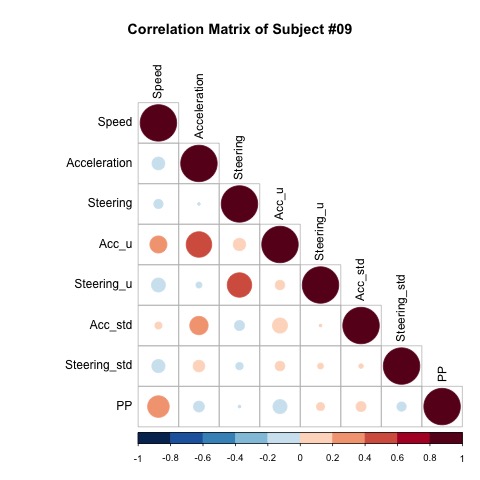 Correlation Matrix of Subject #09
Speed
Acceleration
Steering
Acc_u
Steering_u
Acc_std
Steering_std
PP
Speed
Acceleration
Steering
Acc_u
Steering_u
Acc_std
Steering_std
PP
-1 -0.8 -0.6 -0.4 -0.2 0 0.2 0.4 0.6 0.8 1